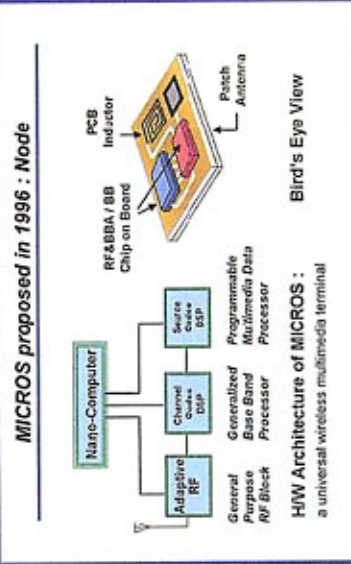 MICROS proposed in 1996 : Node
Nano-Computer
Adaptive
RF
Channel
Codec
DSP
Source
Codec
DSP
General
Purpose
RF Block
Generalized
Base Band
Processor
Programmable
Multimedia Data
Processor
H/W Architecture of MICROS :
a universal wireless multimedia terminal
RF&BBA / BB
Chip on Board
PCB
Inductor
Patch
Antenna
Bird's Eye View